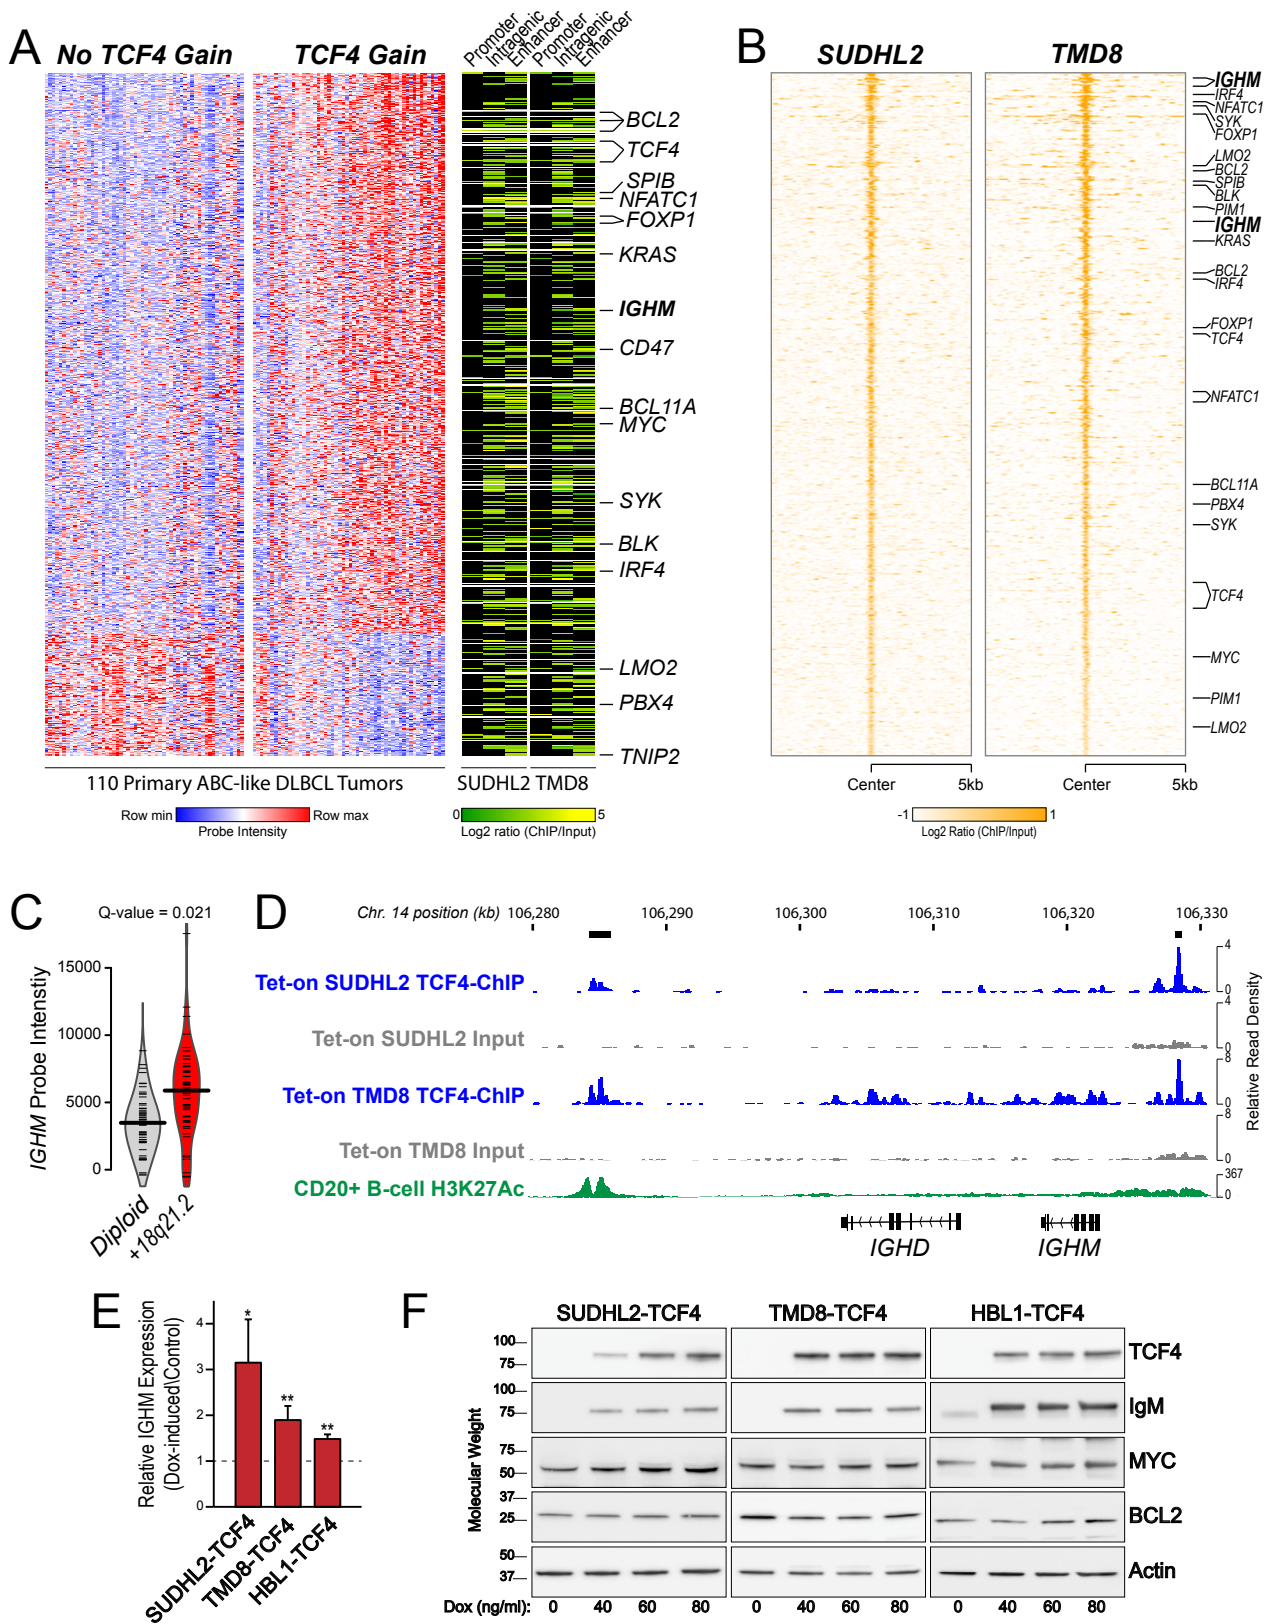 A
No TCF4 Gain
TCF4 Gain
Promoter
Intragenic
Enhancer
Promoter
Intragenic
Enhancer
BCL2
TCF4
SPIB
NFATC1
FOXP1
KRAS
IGHM
CD47
BCL11A
MYC
SYK
BLK
IRF4
LMO2
PBX4
TNIP2
110 Primary ABC-like DLBCL Tumors
SUDHL2 TMD8
Row min
Row max
Probe Intensity
0
5
Log2 ratio (ChIP/Input)
B
SUDHL2
TMD8
IGHM
IRF4
NFATC1
SYK
FOXP1
LMO2
BCL2
SPIB
BLK
PIM1
IGHM
KRAS
BCL2
IRF4
FOXP1
TCF4
NFATC1
BCL11A
PBX4
SYK
TCF4
MYC
PIM1
LMO2
Center
5kb
Center
5kb
-1
1
Log2 Ratio (ChIP/Input)
C
Q-value = 0.021
IGHM Probe Intenstiy
15000
10000
5000
0
Diploid
+18q21.2
D
Chr. 14 position (kb)
106,280
106,290
106,300
106,310
106,320
106,330
Tet-on SUDHL2 TCF4-ChIP
4
0
Tet-on SUDHL2 Input
4
0
Tet-on TMD8 TCF4-ChIP
8
0
Tet-on TMD8 Input
8
0
CD20+ B-cell H3K27Ac
367
0
Relative Read Density
IGHD
IGHM
E
Relative IGHM Expression
(Dox-induced\Control)
4
3
2
1
0
*
**
**
SUDHL2-TCF4
TMD8-TCF4
HBL1-TCF4
F
SUDHL2-TCF4
TMD8-TCF4
HBL1-TCF4
Molecular Weight
100
75
TCF4
100
75
IgM
75
50
MYC
37
25
BCL2
50
37
Actin
Dox (ng/ml): 0 40 60 80 0 40 60 80 0 40 60 80